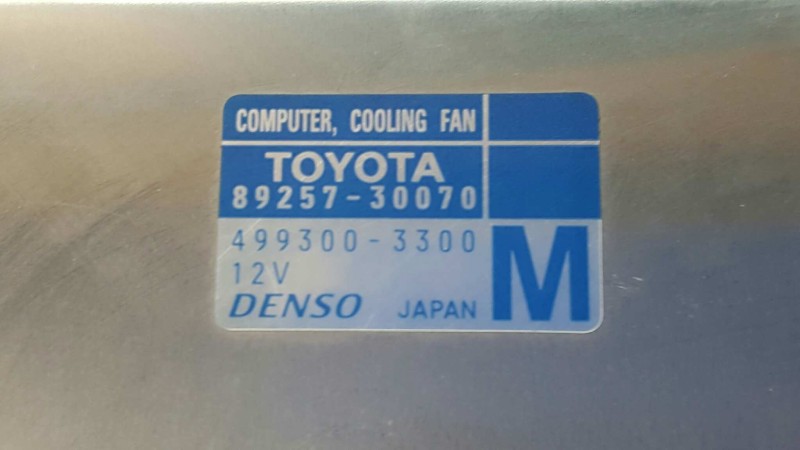 COMPUTER, COOLING FAN
TOYOTA
89257-30070
499300-3300
12V
DENSO JAPAN
M